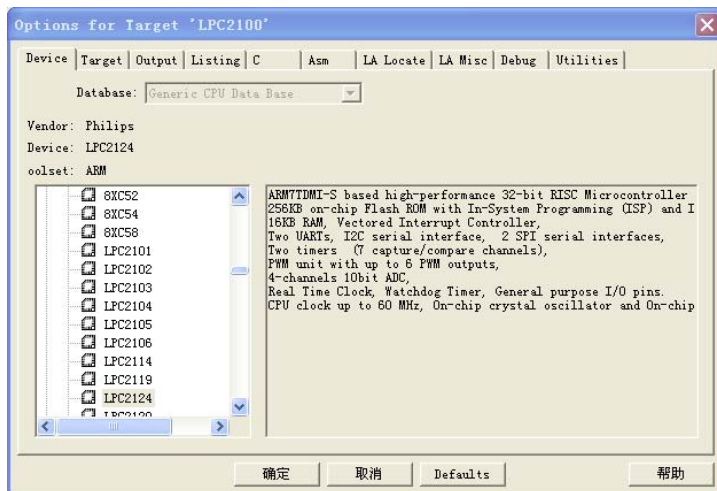 Options for Target 'LPC2100'
Device Target Output Listing C Asm LA Locate LA Misc Debug Utilities
Database: Generic CPU Data Base
Vendor: Philips
Device: LPC2124
oolset: ARM
8XC52
8XC54
8XC58
LPC2101
LPC2102
LPC2103
LPC2104
LPC2105
LPC2106
LPC2114
LPC2119
LPC2124
ARM7TDMI-S based high-performance 32-bit RISC Microcontroller
256KB on-chip Flash ROM with In-System Programming (ISP) and I
16KB RAM, Vectored Interrupt Controller,
Two UARTs, I2C serial interface, 2 SPI serial interfaces,
Two timers (7 capture/compare channels),
PWM unit with up to 6 PWM outputs,
4-channels 10bit ADC,
Real Time Clock, Watchdog Timer, General purpose I/O pins.
CPU clock up to 60 MHz, On-chip crystal oscillator and On-chip
确定 取消 Defaults 帮助